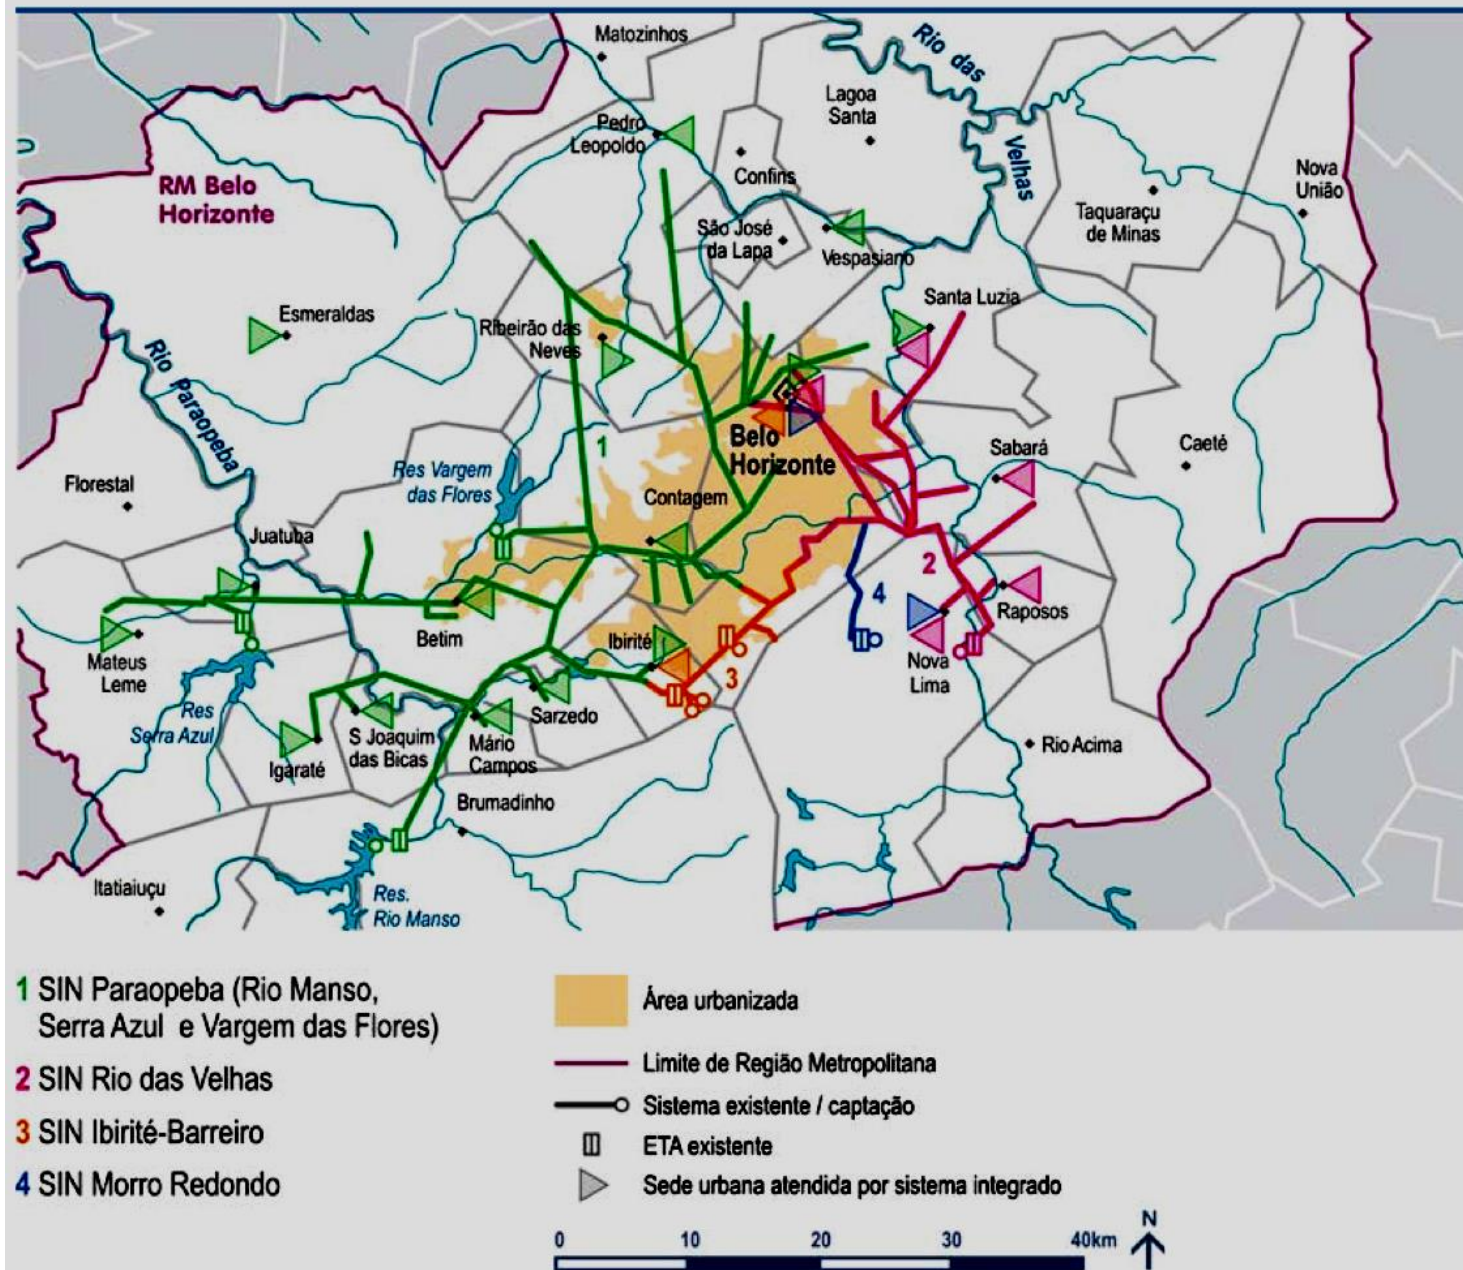 Matozinhos
Rio das
Velhas
Lagoa
Santa
Pedro
Leopoldo
Confins
Nova
União
RM Belo
Horizonte
Taquaraçu
de Minas
São José
da Lapa
Vespasiano
Santa Luzia
Esmeraldas
Ribeirão das
Neves
Rio Paraopeba
1
Belo
Horizonte
Sabará
Caeté
Res Vargem
das Flores
Florestal
Contagem
Juatuba
2
4
Raposos
Betim
Ibirité
Mateus
Leme
Nova
Lima
3
Res
Serra Azul
Sarzedo
S Joaquim
das Bicas
Mário
Campos
Igaraté
Rio Acima
Brumadinho
Itatiaiuçu
Res.
Rio Manso
1 SIN Paraopeba (Rio Manso,
Serra Azul e Vargem das Flores)
2 SIN Rio das Velhas
3 SIN Ibirité-Barreiro
4 SIN Morro Redondo
Área urbanizada
Limite de Região Metropolitana
Sistema existente / captação
ETA existente
Sede urbana atendida por sistema integrado
0 10 20 30 40km
N